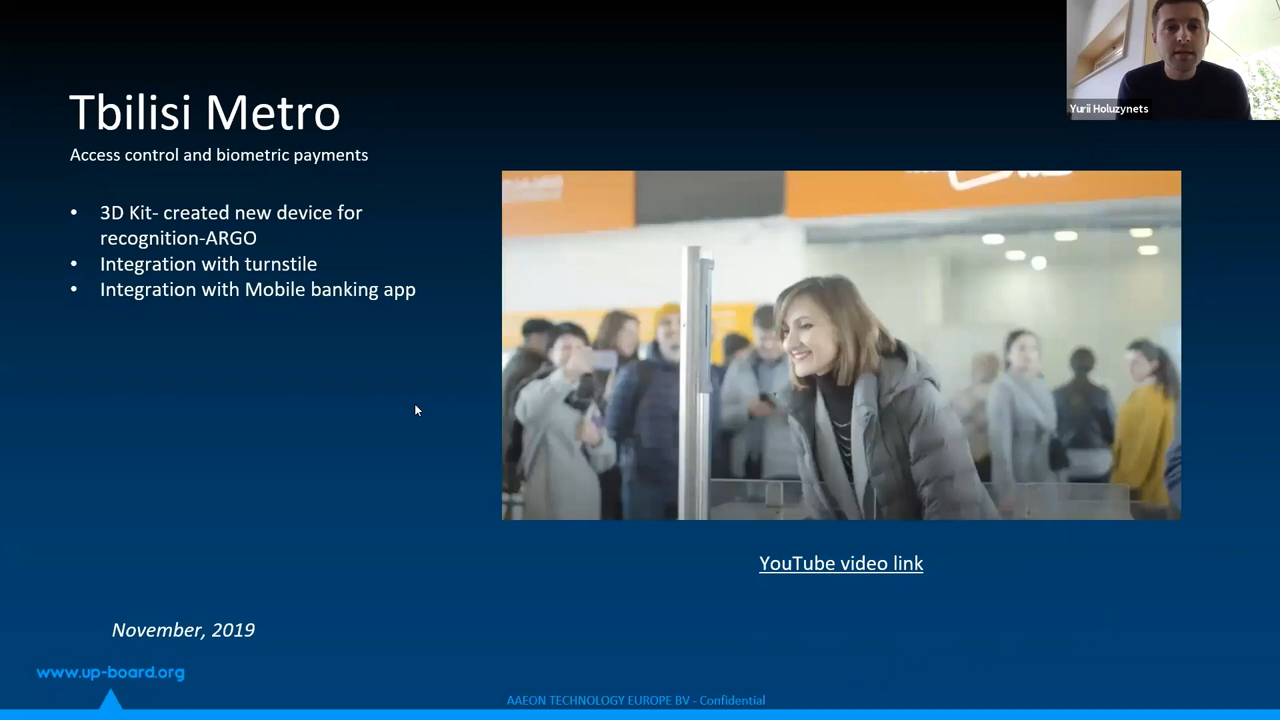 Yurii Holuzynets
Tbilisi Metro
Access control and biometric payments
• 3D Kit- created new device for
recognition-ARGO
• Integration with turnstile
• Integration with Mobile banking app
YouTube video link
November, 2019
www.up-board.org
AAEON TECHNOLOGY EUROPE BV - Confidential